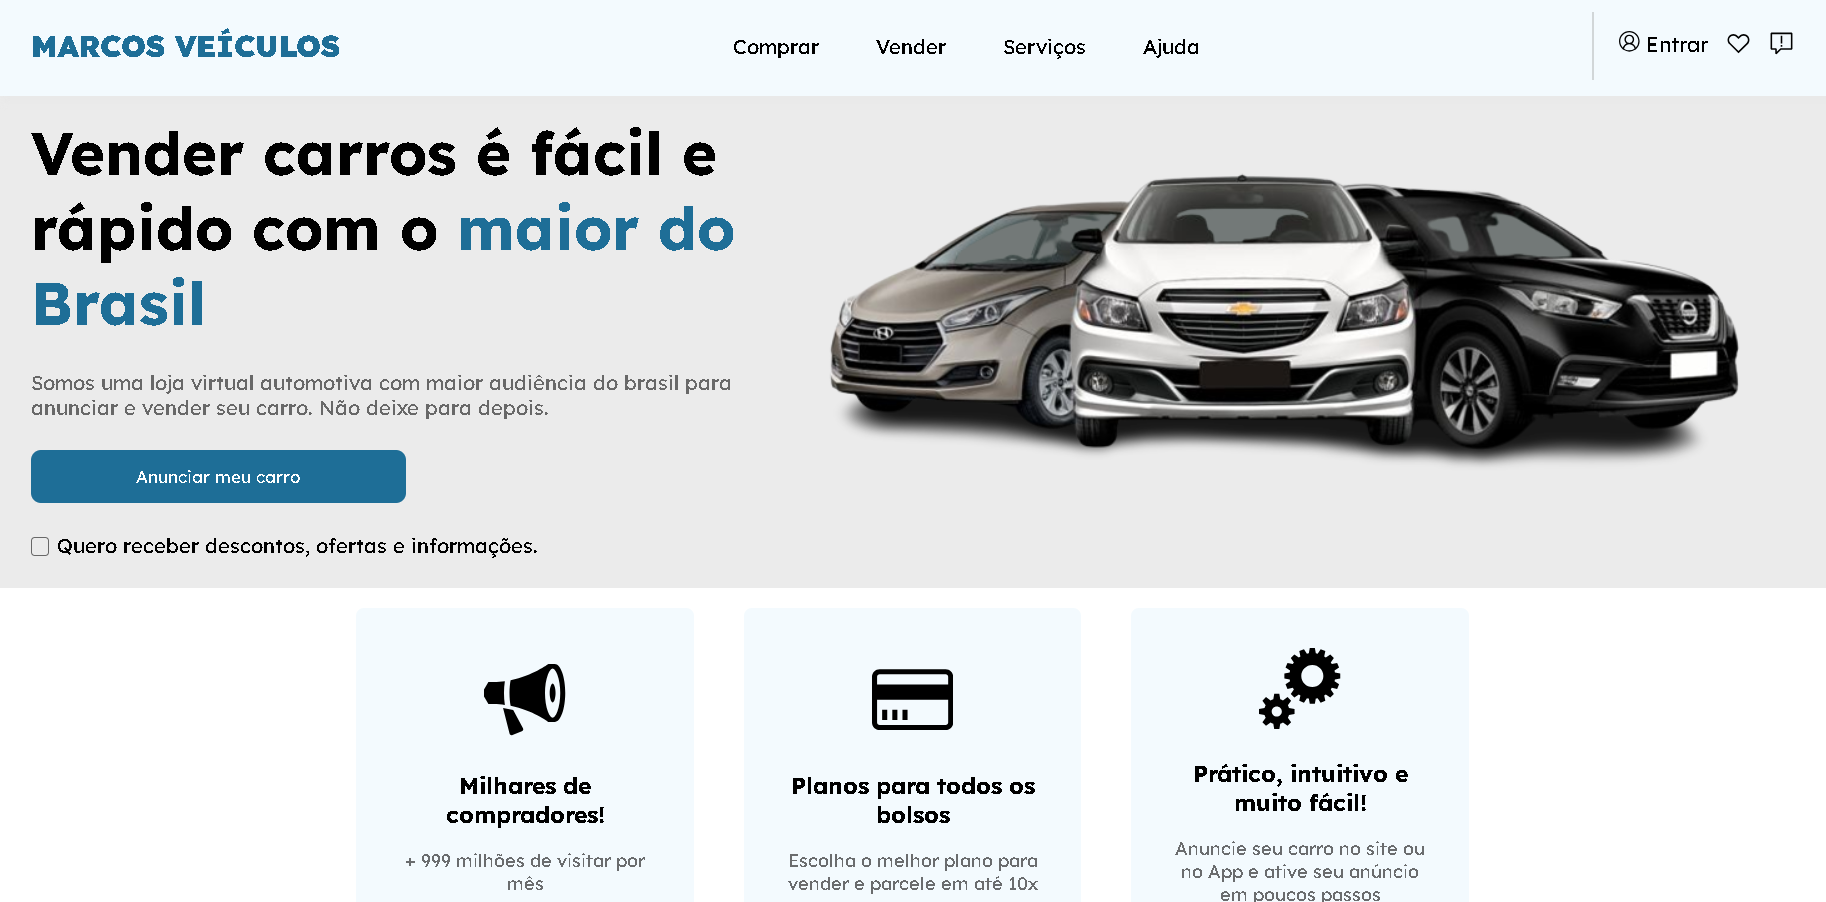 MARCOS VEÍCULOS
Comprar
Vender
Serviços
Ajuda
Entrar
Vender carros é fácil e
rápido com o maior do
Brasil
Somos uma loja virtual automotiva com maior audiência do brasil para
anunciar e vender seu carro. Não deixe para depois.
Anunciar meu carro
Quero receber descontos, ofertas e informações.
Milhares de
compradores!
+ 999 milhões de visitar por
mês
Planos para todos os
bolsos
Escolha o melhor plano para
vender e parcele em até 10x
Prático, intuitivo e
muito fácil!
Anuncie seu carro no site ou
no App e ative seu anúncio
em poucos passos